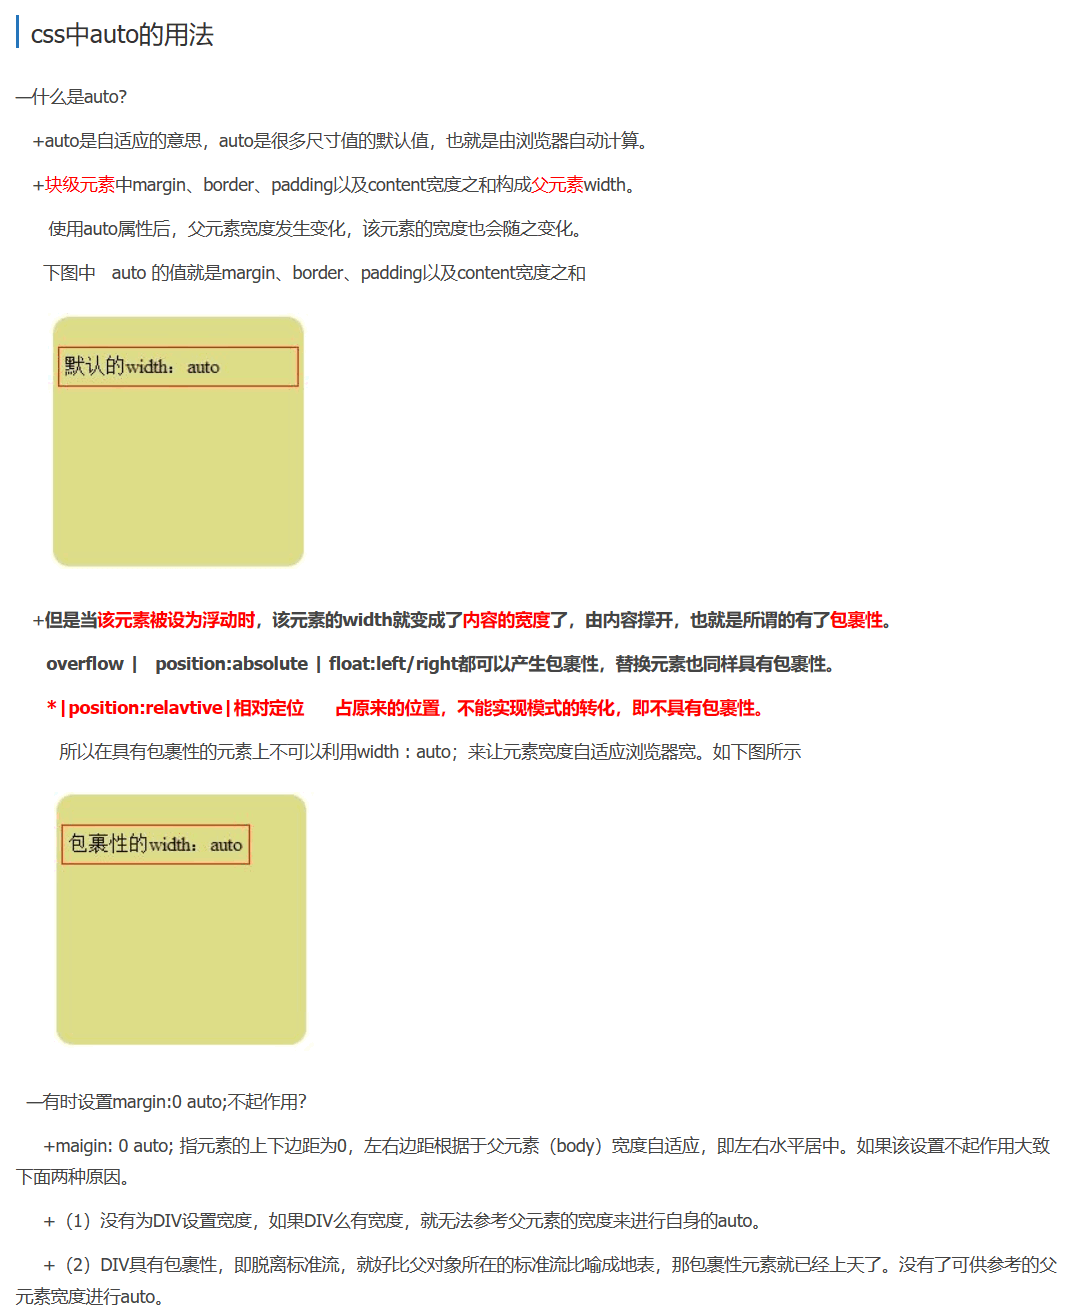 css中auto的用法
—什么是auto?
+auto是自适应的意思，auto是很多尺寸值的默认值，也就是由浏览器自动计算。
+块级元素中margin、border、padding以及content宽度之和构成父元素width。
使用auto属性后，父元素宽度发生变化，该元素的宽度也会随之变化。
下图中 auto 的值就是margin、border、padding以及content宽度之和
默认的width：auto
+但是当该元素被设为浮动时，该元素的width就变成了内容的宽度了，由内容撑开，也就是所谓的有了包裹性。
overflow | position:absolute | float:left/right都可以产生包裹性，替换元素也同样具有包裹性。
*|position:relavtive|相对定位 占原来的位置，不能实现模式的转化，即不具有包裹性。
所以在具有包裹性的元素上不可以利用width : auto；来让元素宽度自适应浏览器宽。如下图所示
包裹性的width：auto
—有时设置margin:0 auto;不起作用？
+maigin: 0 auto; 指元素的上下边距为0，左右边距根据于父元素（body）宽度自适应，即左右水平居中。如果该设置不起作用大致
下面两种原因。
+（1）没有为DIV设置宽度，如果DIV么有宽度，就无法参考父元素的宽度来进行自身的auto。
+（2）DIV具有包裹性，即脱离标准流，就好比父对象所在的标准流比喻成地表，那包裹性元素就已经上天了。没有了可供参考的父
元素宽度进行auto。